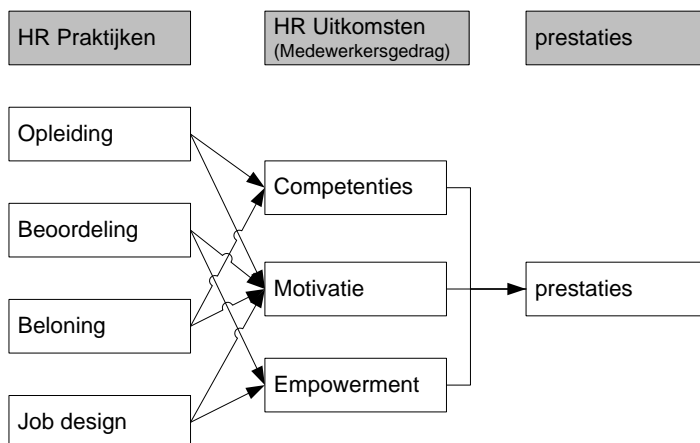 HR Praktijken
HR Uitkomsten
(Medewerkersgedrag)
prestaties
Opleiding
Competenties
Beoordeling
Motivatie
prestaties
Beloning
Empowerment
Job design